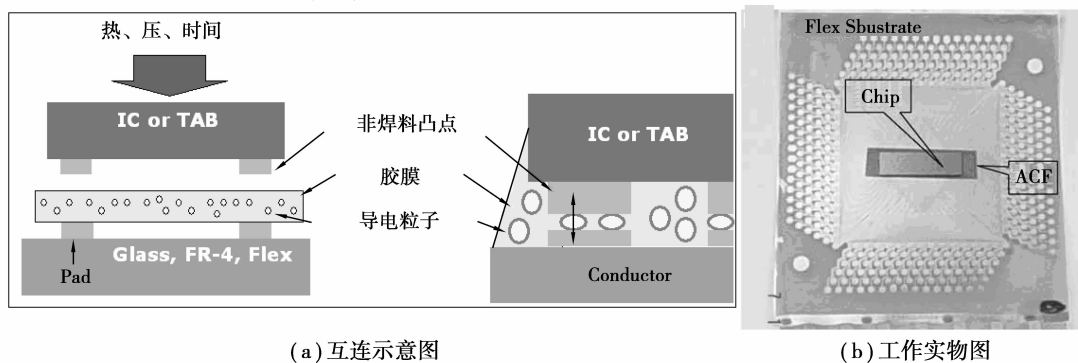 热、压、时间
IC or TAB
非焊料凸点
胶膜
导电粒子
Glass, FR-4, Flex
Pad
IC or TAB
Conductor
(a)互连示意图
Flex Sbustrate
Chip
ACF
(b)工作实物图